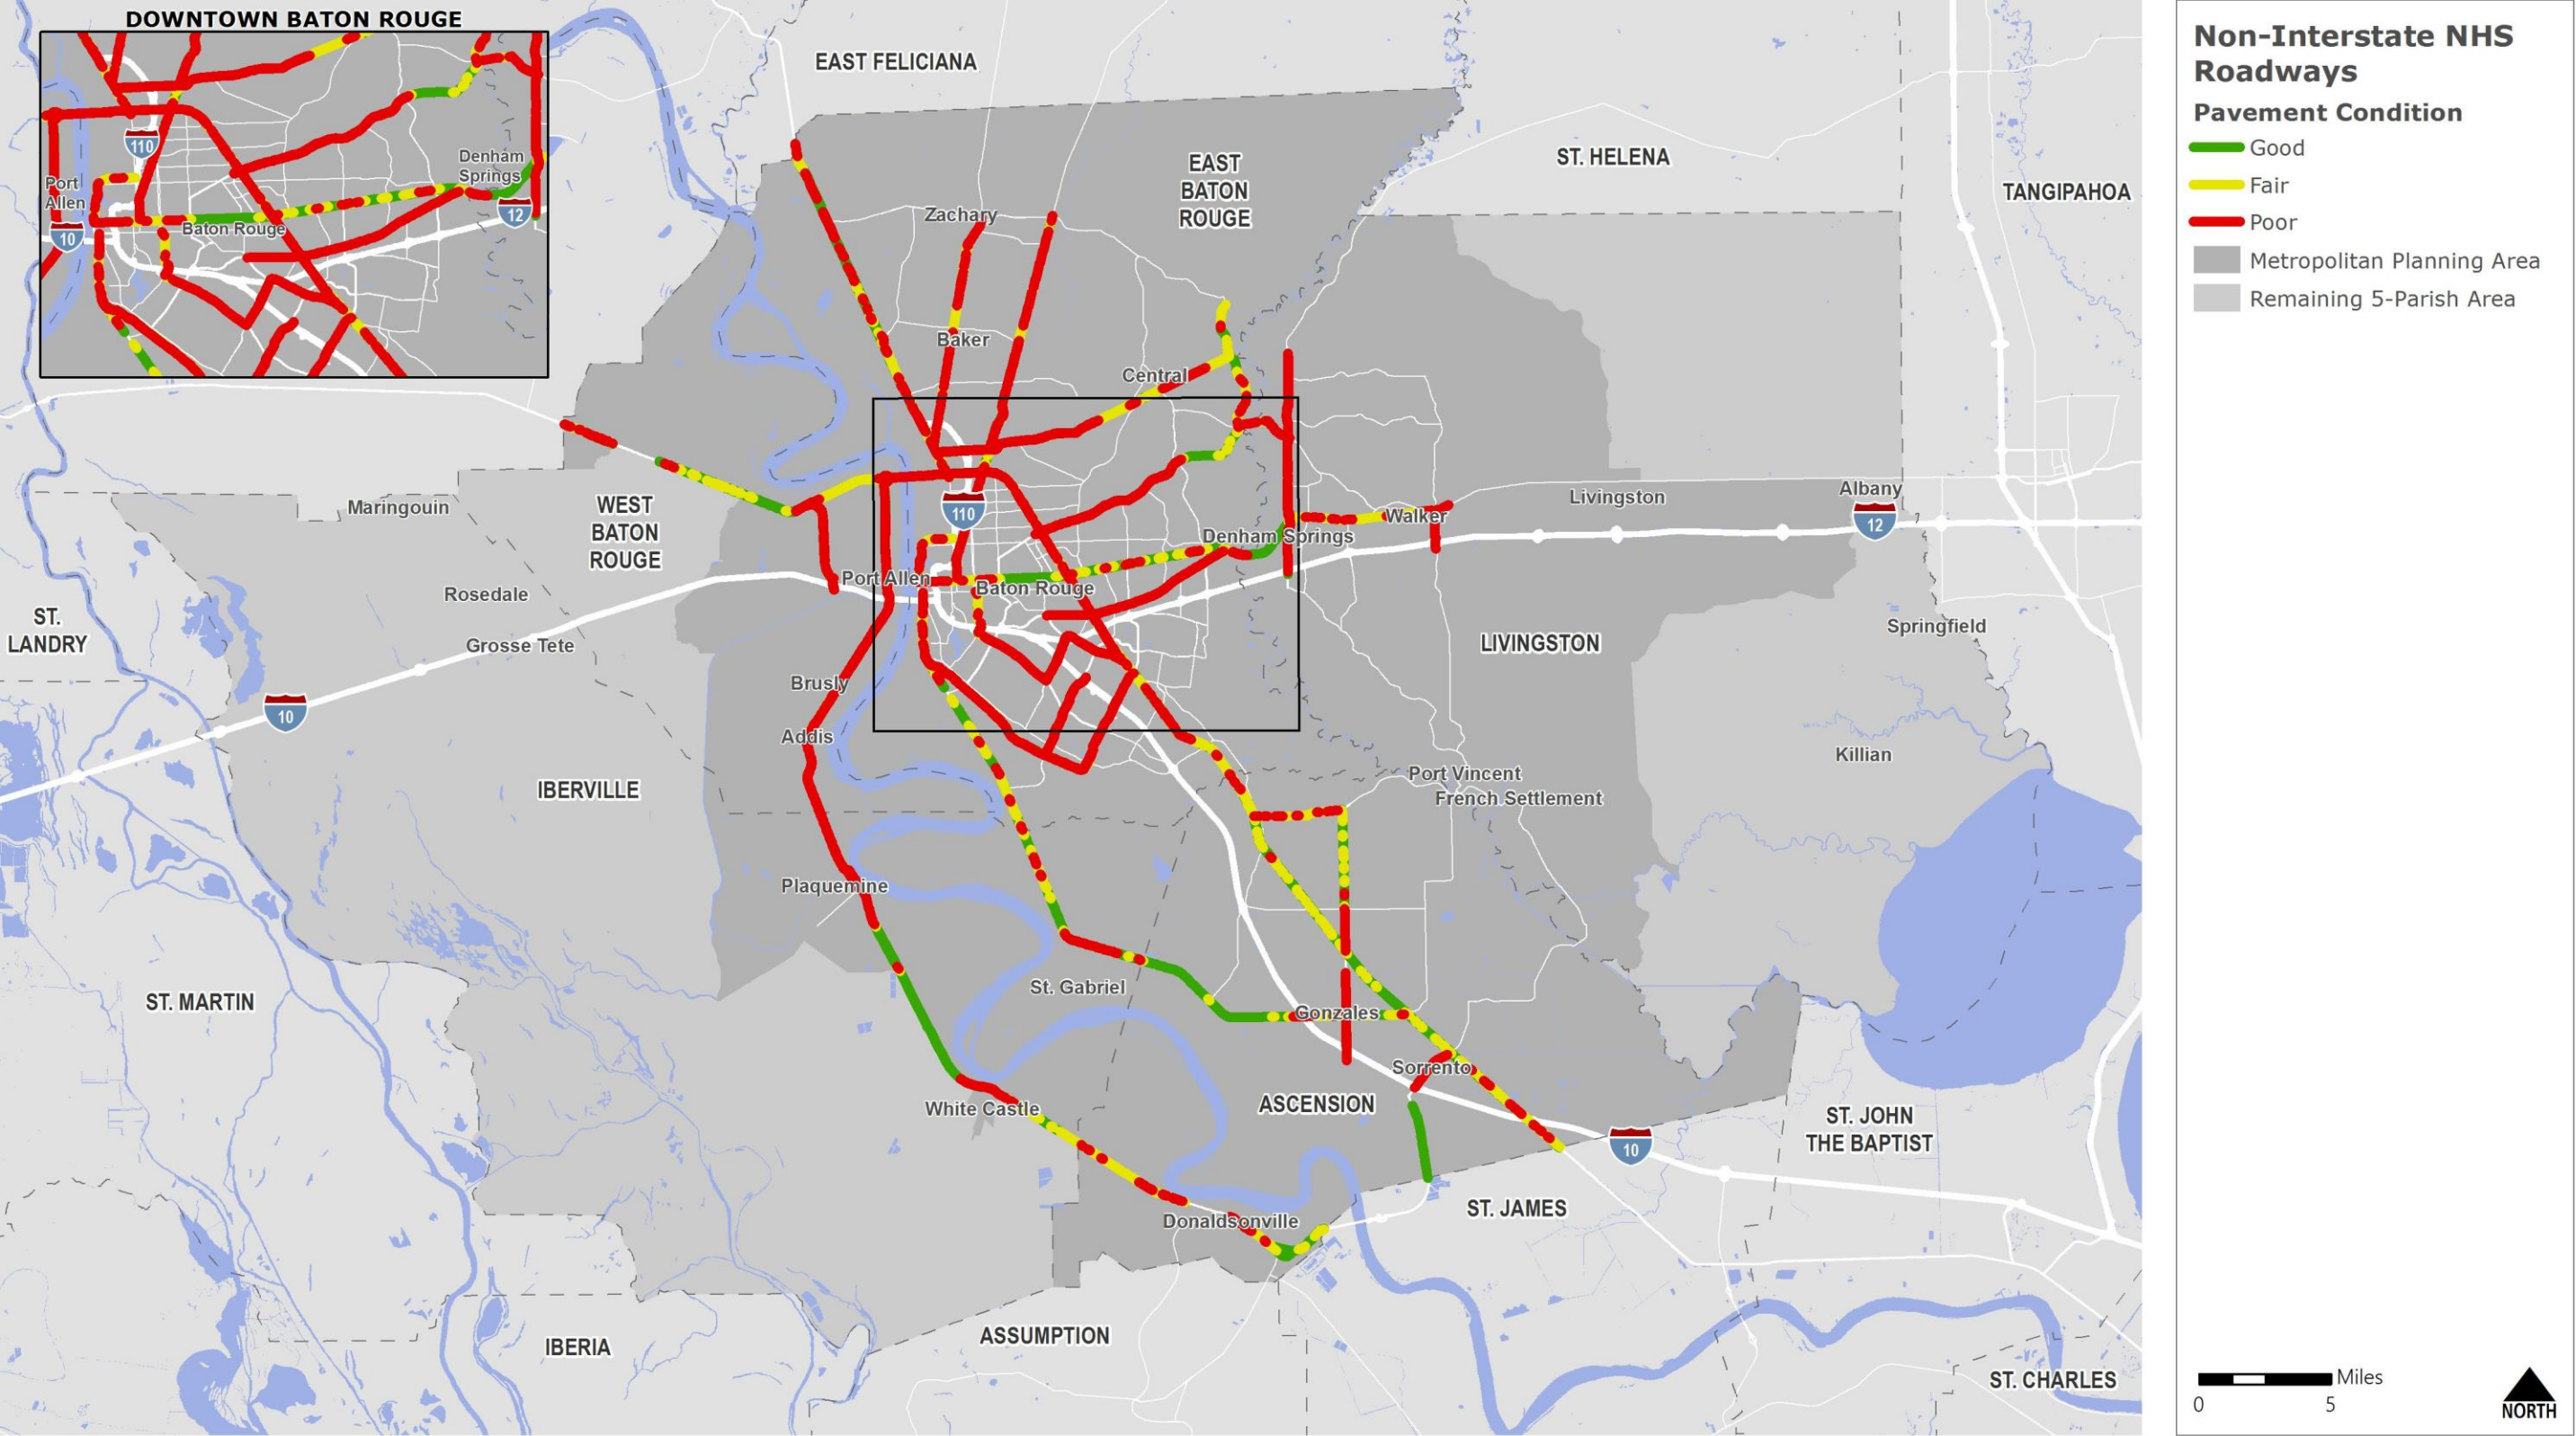 DOWNTOWN BATON ROUGE
110
Denham
Springs
Port
Allen
12
10
Baton Rouge
EAST FELICIANA
EAST
BATON
ROUGE
ST. HELENA
TANGIPAHOA
Zachary
Baker
Central
Maringouin
WEST
BATON
ROUGE
110
Livingston
Albany
12
Walker
Denham Springs
Port Allen
Baton Rouge
Rosedale
Grosse Tete
ST.
LANDRY
10
Springfield
LIVINGSTON
Brusly
Addis
Killian
IBERVILLE
Port Vincent
French Settlement
Plaquemine
St. Gabriel
ST. MARTIN
Gonzales
Sorrento
White Castle
ASCENSION
ST. JOHN
THE BAPTIST
10
Donaldsonville
ST. JAMES
IBERIA
ASSUMPTION
ST. CHARLES
Non-Interstate NHS
Roadways
Pavement Condition
Good
Fair
Poor
Metropolitan Planning Area
Remaining 5-Parish Area
Miles
0 5
NORTH